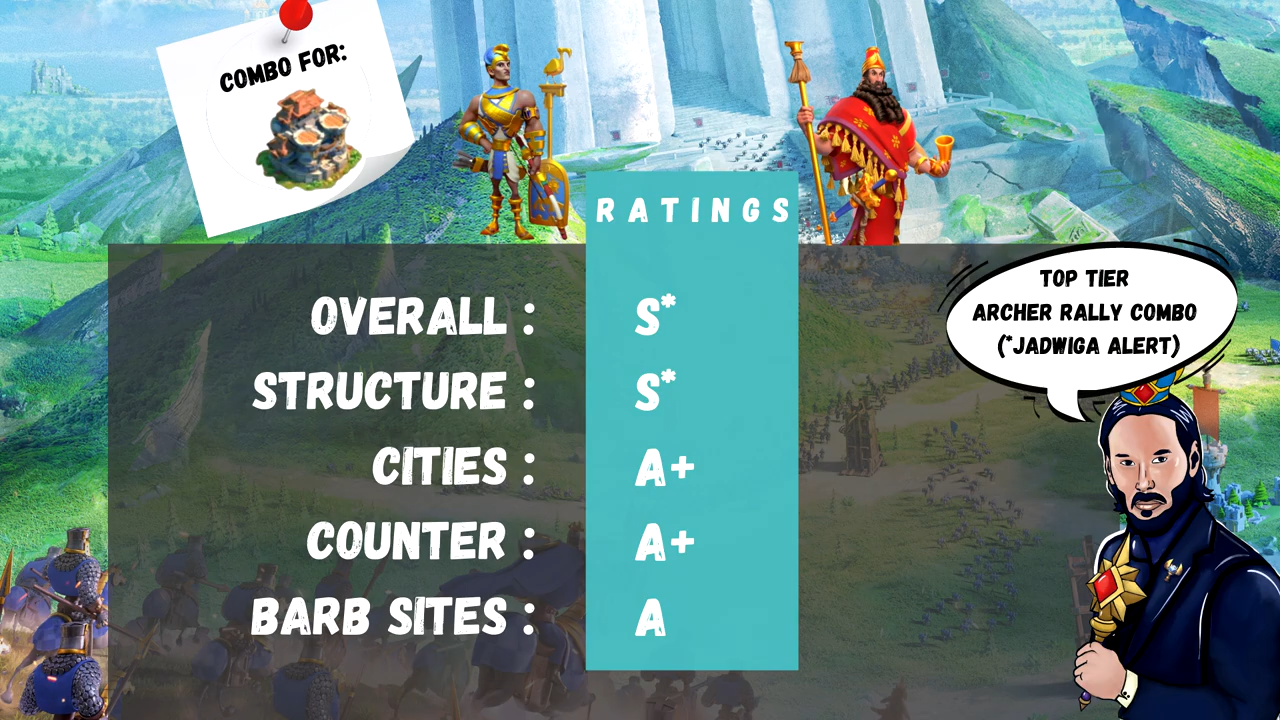 COMBO FOR:
RATINGS
OVERALL : S*
STRUCTURE : S*
CITIES : A+
COUNTER : A+
BARB SITES : A
TOP TIER
ARCHER RALLY COMBO
(*JADWIGA ALERT)